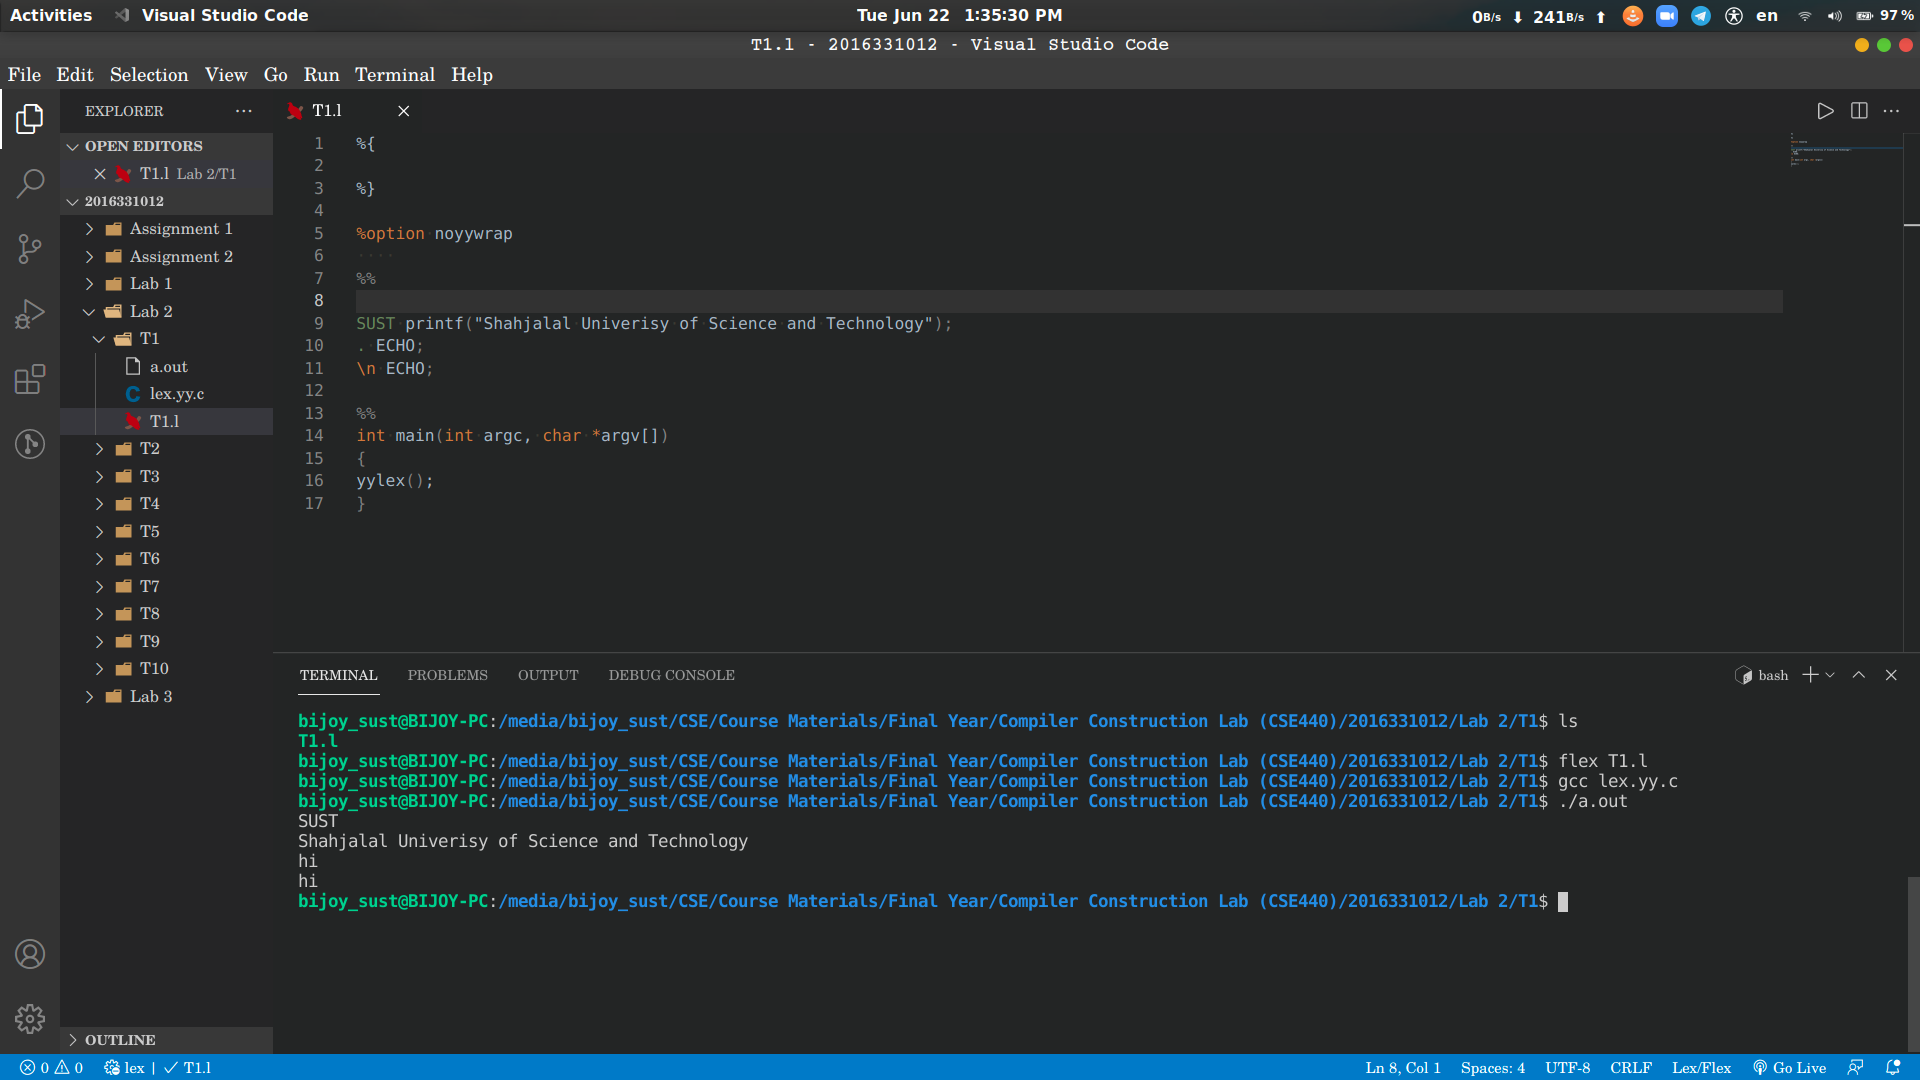 Activities Visual Studio Code Tue Jun 22 1:35:30 PM 0B/s 241B/s en 97 %
T1.l - 2016331012 - Visual Studio Code
File Edit Selection View Go Run Terminal Help
EXPLORER
OPEN EDITORS
T1.l Lab 2/T1
2016331012
Assignment 1
Assignment 2
Lab 1
Lab 2
T1
a.out
lex.yy.c
T1.l
T2
T3
T4
T5
T6
T7
T8
T9
T10
Lab 3
OUTLINE
T1.l
1 %{
2
3 %}
4
5 %option noyywrap
6
7 %%
8
9 SUST printf("Shahjalal Univerisy of Science and Technology");
10 . ECHO;
11 \n ECHO;
12
13 %%
14 int main(int argc, char *argv[])
15 {
16 yylex();
17 }
TERMINAL PROBLEMS OUTPUT DEBUG CONSOLE bash
bijoy_sust@BIJOY-PC:/media/bijoy_sust/CSE/Course Materials/Final Year/Compiler Construction Lab (CSE440)/2016331012/Lab 2/T1$ ls
T1.l
bijoy_sust@BIJOY-PC:/media/bijoy_sust/CSE/Course Materials/Final Year/Compiler Construction Lab (CSE440)/2016331012/Lab 2/T1$ flex T1.l
bijoy_sust@BIJOY-PC:/media/bijoy_sust/CSE/Course Materials/Final Year/Compiler Construction Lab (CSE440)/2016331012/Lab 2/T1$ gcc lex.yy.c
bijoy_sust@BIJOY-PC:/media/bijoy_sust/CSE/Course Materials/Final Year/Compiler Construction Lab (CSE440)/2016331012/Lab 2/T1$ ./a.out
SUST
Shahjalal Univerisy of Science and Technology
hi
hi
bijoy_sust@BIJOY-PC:/media/bijoy_sust/CSE/Course Materials/Final Year/Compiler Construction Lab (CSE440)/2016331012/Lab 2/T1$
0 0 lex | T1.l Ln 8, Col 1 Spaces: 4 UTF-8 CRLF Lex/Flex Go Live